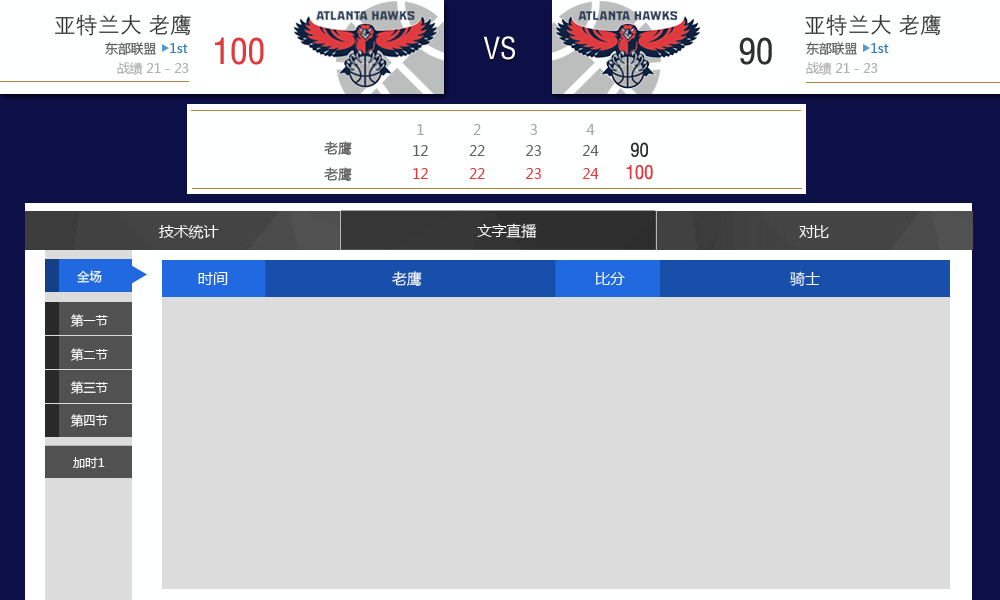 亚特兰大 老鹰
东部联盟 1st
战绩 21 - 23
100
ATLANTA HAWKS
VS
ATLANTA HAWKS
90
亚特兰大 老鹰
东部联盟 1st
战绩 21 - 23
1 2 3 4
老鹰 12 22 23 24 90
老鹰 12 22 23 24 100
技术统计 文字直播 对比
全场
第一节
第二节
第三节
第四节
加时1
时间 老鹰 比分 骑士